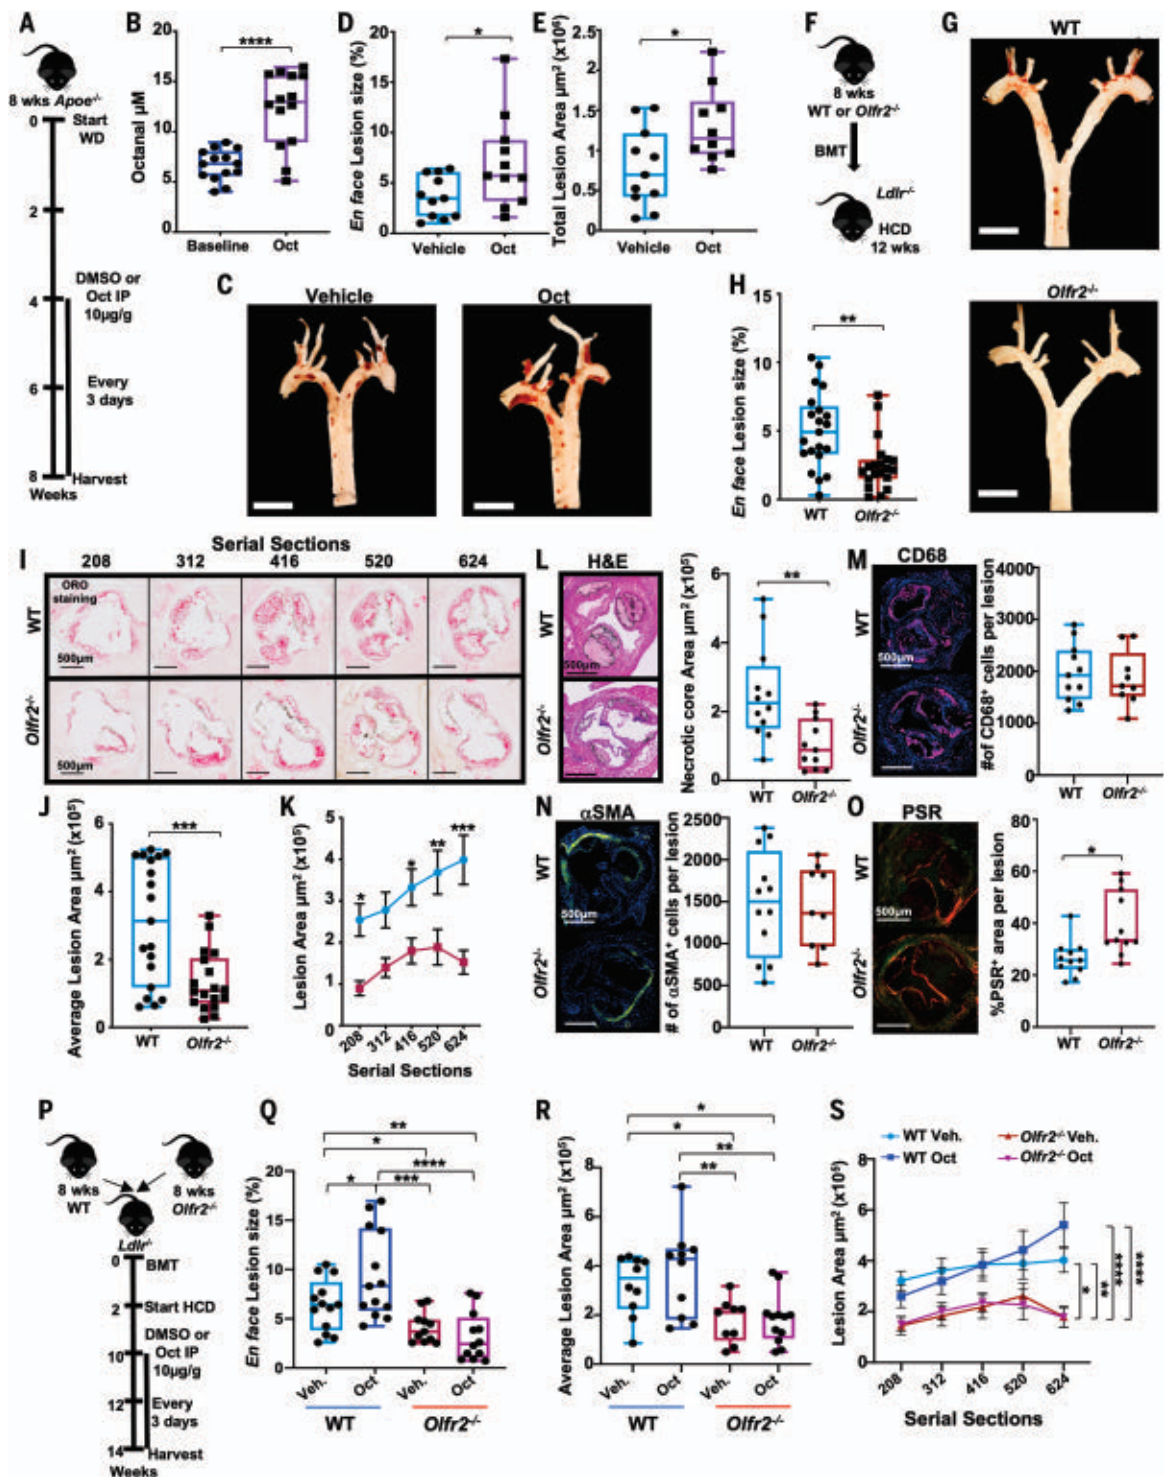 A
8 wks Apoe-/-
0
Start
WD
2
DMSO or
Oct IP
10µg/g
4
6
Every
3 days
8
Harvest
Weeks
B
****
Octanal µM
20
15
10
5
0
Baseline
Oct
D
*
En face Lesion size (%)
20
15
10
5
0
Vehicle
Oct
E
*
Total Lesion Area µm² (x10⁶)
2.5
2
1.5
1
0.5
0
Vehicle
Oct
F
8 wks
WT or Olfr2-/-
BMT
Ldlr-/-
HCD
12 wks
G
WT
Olfr2-/-
C
Vehicle
Oct
H
**
En face Lesion size (%)
15
10
5
0
WT
Olfr2-/-
I
Serial Sections
208
312
416
520
624
ORO
staining
WT
500µm
Olfr2-/-
500µm
L
H&E
WT
500µm
Olfr2-/-
**
Necrotic core Area µm² (x10⁵)
6
4
2
0
WT
Olfr2-/-
M
CD68
WT
500µm
Olfr2-/-
#of CD68⁺ cells per lesion
4000
3000
2000
1000
0
WT
Olfr2-/-
J
***
Average Lesion Area µm² (x10⁵)
6
4
2
0
WT
Olfr2-/-
K
Lesion Area µm² (x10⁵)
5
4
3
2
1
0
*
*
**
***
208
312
416
520
624
Serial Sections
N
αSMA
WT
500µm
Olfr2-/-
# of αSMA⁺ cells per lesion
2500
2000
1500
1000
500
0
WT
Olfr2-/-
O
PSR
WT
500µm
Olfr2-/-
*
%PSR⁺ area per lesion
80
60
40
20
0
WT
Olfr2-/-
P
8 wks
WT
8 wks
Olfr2-/-
Ldlr-/-
0
BMT
2
Start HCD
DMSO or
Oct IP
10µg/g
10
12
Every
3 days
14
Harvest
Weeks
Q
**
*
****
*
***
En face Lesion size (%)
20
15
10
5
0
Veh.
Oct
Veh.
Oct
WT
Olfr2-/-
R
*
*
**
**
Average Lesion Area µm² (x10⁵)
8
6
4
2
0
Veh.
Oct
Veh.
Oct
WT
Olfr2-/-
S
WT Veh.
Olfr2-/- Veh.
WT Oct
Olfr2-/- Oct
Lesion Area µm² (x10⁵)
8
6
4
2
0
*
**
****
****
208
312
416
520
624
Serial Sections